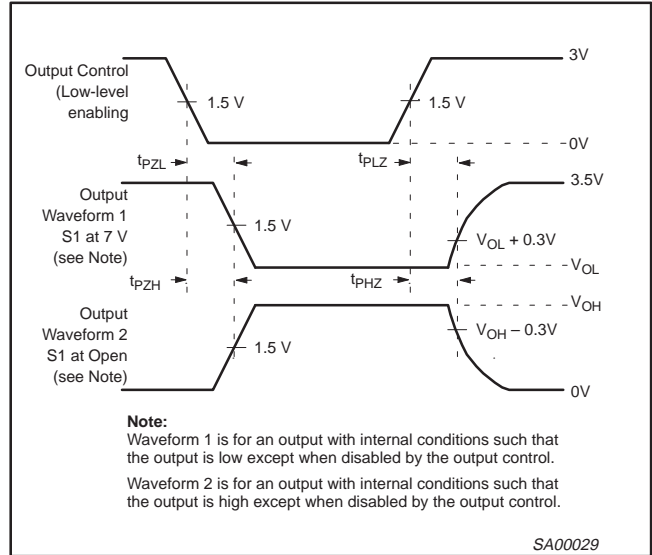 3V
Output Control
(Low-level
enabling
1.5 V
1.5 V
0V
tPZL
tPLZ
3.5V
Output
Waveform 1
S1 at 7 V
(see Note)
1.5 V
VOL + 0.3V
VOL
tPZH
tPHZ
VOH
Output
Waveform 2
S1 at Open
(see Note)
1.5 V
VOH – 0.3V
0V
Note:
Waveform 1 is for an output with internal conditions such that
the output is low except when disabled by the output control.
Waveform 2 is for an output with internal conditions such that
the output is high except when disabled by the output control.
SA00029